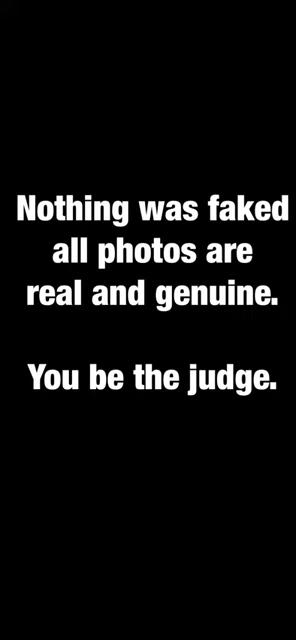 Nothing was faked
all photos are
real and genuine.
You be the judge.